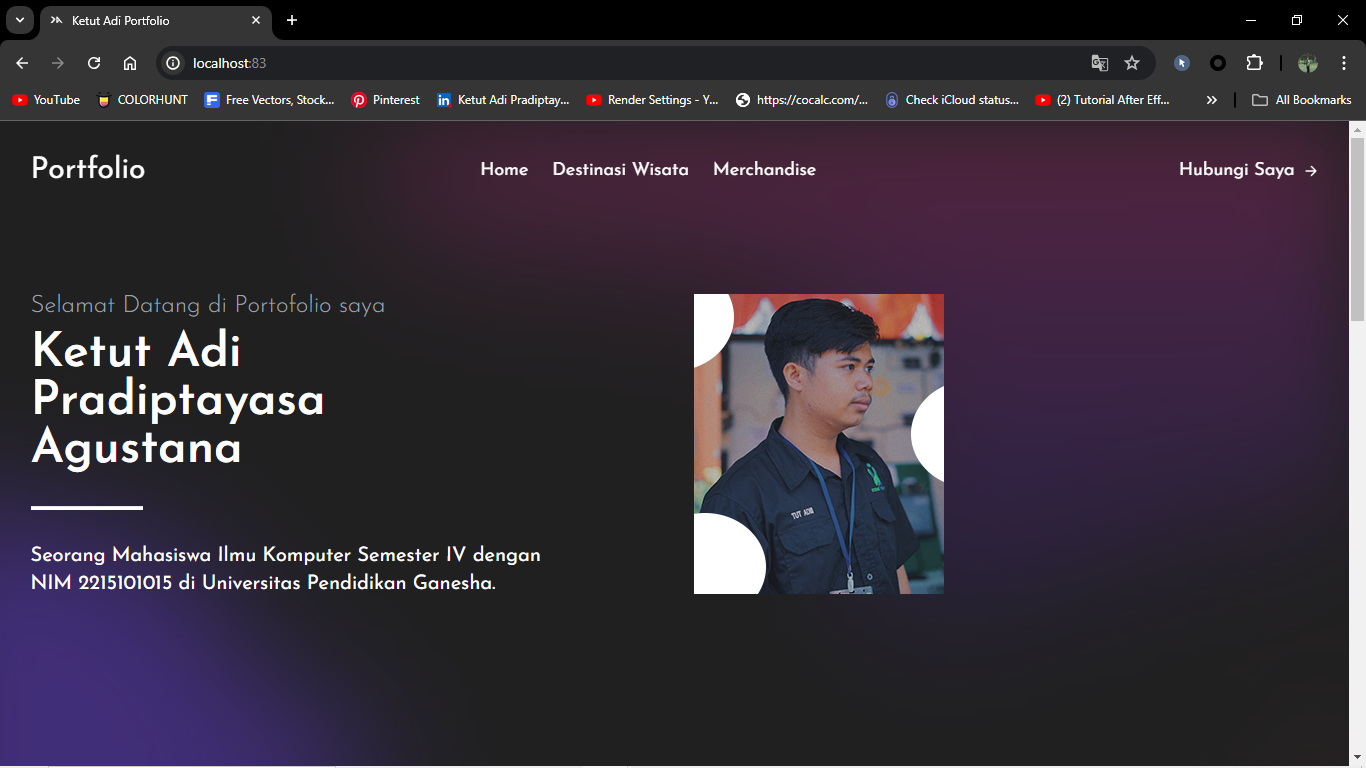 Ketut Adi Portfolio
localhost:83
YouTube
COLORHUNT
Free Vectors, Stock...
Pinterest
Ketut Adi Pradiptay...
Render Settings - Y...
https://cocalc.com/...
Check iCloud status...
(2) Tutorial After Eff...
All Bookmarks
Portfolio
Home
Destinasi Wisata
Merchandise
Hubungi Saya →
Selamat Datang di Portofolio saya
Ketut Adi
Pradiptayasa
Agustana
TUT ADI
Seorang Mahasiswa Ilmu Komputer Semester IV dengan
NIM 2215101015 di Universitas Pendidikan Ganesha.